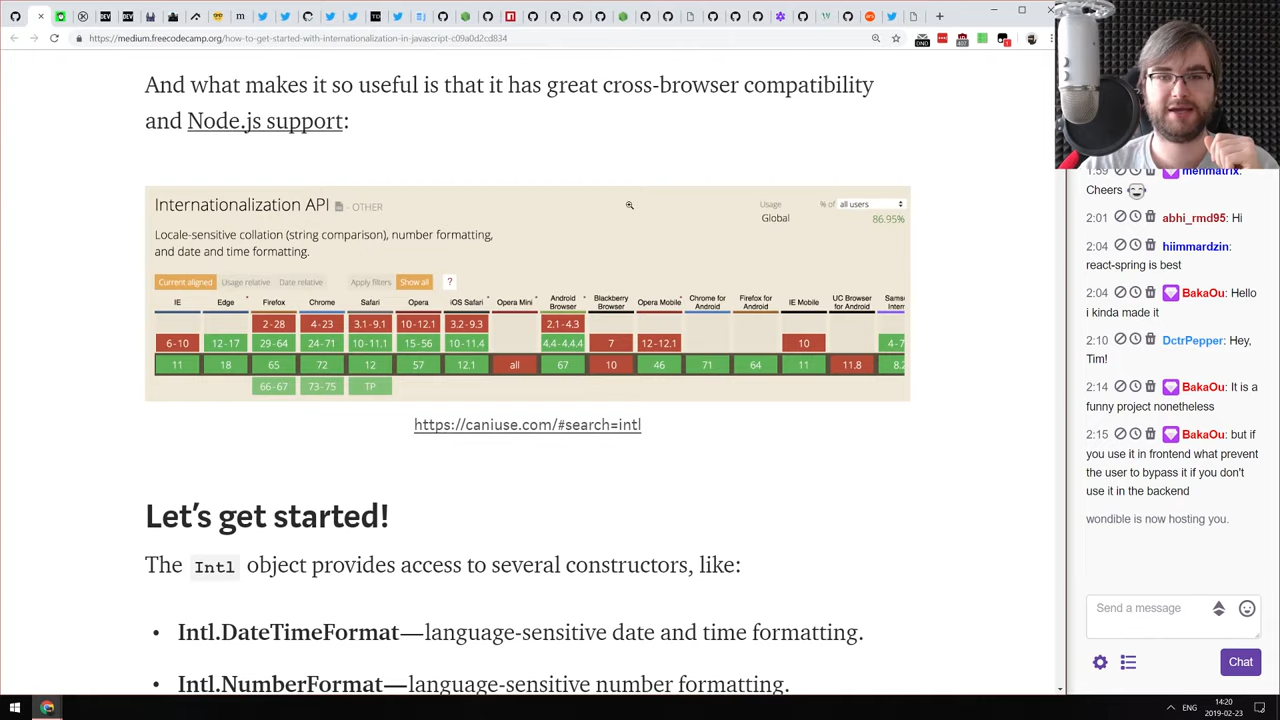 https://medium.freecodecamp.org/how-to-get-started-with-internationalization-in-javascript-c09a0d2cd834
And what makes it so useful is that it has great cross-browser compatibility
and Node.js support:
Internationalization API - OTHER
Usage % of all users
Global 86.95%
Locale-sensitive collation (string comparison), number formatting,
and date and time formatting.
Current aligned Usage relative Date relative Apply filters Show all ?
IE Edge Firefox Chrome Safari Opera iOS Safari Opera Mini Android Browser Blackberry Browser Opera Mobile Chrome for Android Firefox for Android IE Mobile UC Browser for Android
2-28 4-23 3.1-9.1 10-12.1 3.2-9.3 2.1-4.3
6-10 12-17 29-64 24-71 10-11.1 15-56 10-11.4 4.4-4.4.4 7 12-12.1 10 4-7
11 18 65 72 12 57 12.1 all 67 10 46 71 64 11 11.8 8.2
66-67 73-75 TP
https://caniuse.com/#search=intl
Let's get started!
The Intl object provides access to several constructors, like:
• Intl.DateTimeFormat—language-sensitive date and time formatting.
• Intl.NumberFormat—language-sensitive number formatting.
1:59 menmatrix:
Cheers
2:01 abhi_rmd95: Hi
2:04 hiimmardzin:
react-spring is best
2:04 BakaOu: Hello
i kinda made it
2:10 DctrPepper: Hey,
Tim!
2:14 BakaOu: It is a
funny project nonetheless
2:15 BakaOu: but if
you use it in frontend what prevent
the user to bypass it if you don't
use it in the backend
wondible is now hosting you.
Send a message
Chat
ENG
14:20
2019-02-23